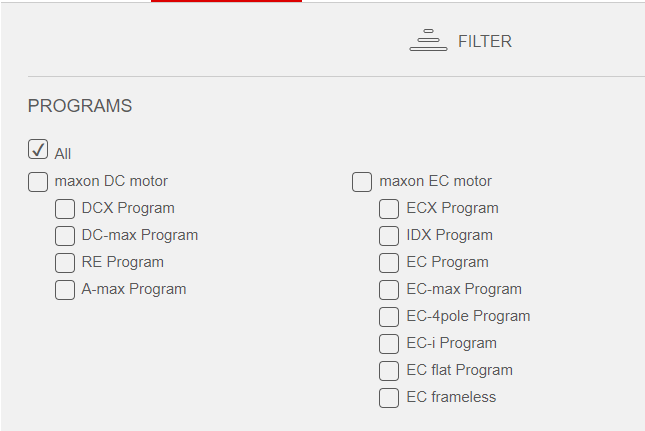 FILTER
PROGRAMS
All
maxon DC motor
DCX Program
DC-max Program
RE Program
A-max Program
maxon EC motor
ECX Program
IDX Program
EC Program
EC-max Program
EC-4pole Program
EC-i Program
EC flat Program
EC frameless